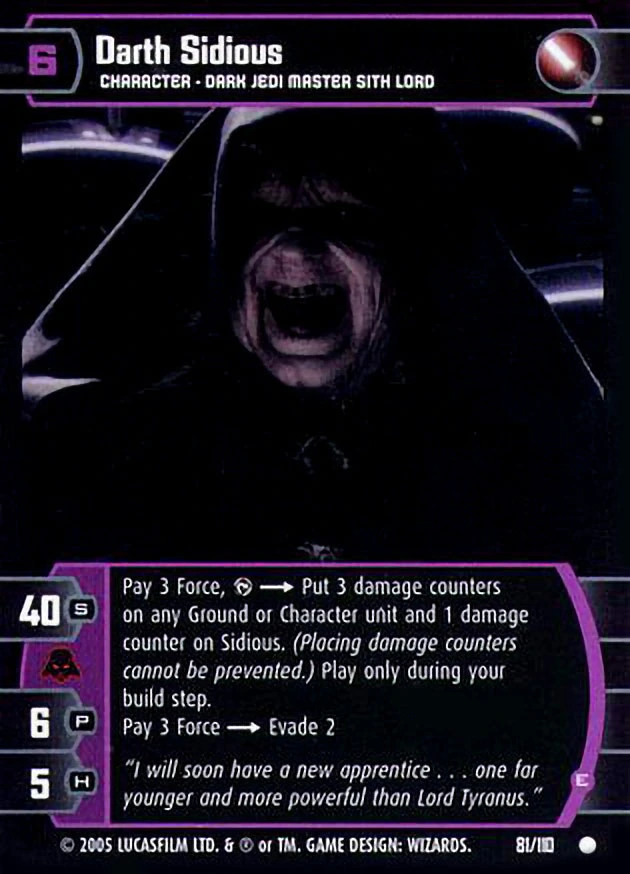 6
Darth Sidious
CHARACTER - DARK JEDI MASTER SITH LORD
Pay 3 Force, ⟶ Put 3 damage counters
on any Ground or Character unit and 1 damage
counter on Sidious. (Placing damage counters
cannot be prevented.) Play only during your
build step.
Pay 3 Force ⟶ Evade 2
"I will soon have a new apprentice . . . one far
younger and more powerful than Lord Tyranus."
40 S
6 P
5 H
E
© 2005 LUCASFILM LTD. & ® or TM. GAME DESIGN: WIZARDS. 81/110